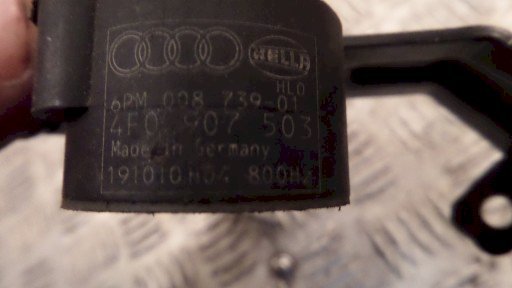 HELLA
HLO
6PM 008 739-01
4F0 907 503
Made in Germany
191010 H04 800Hz